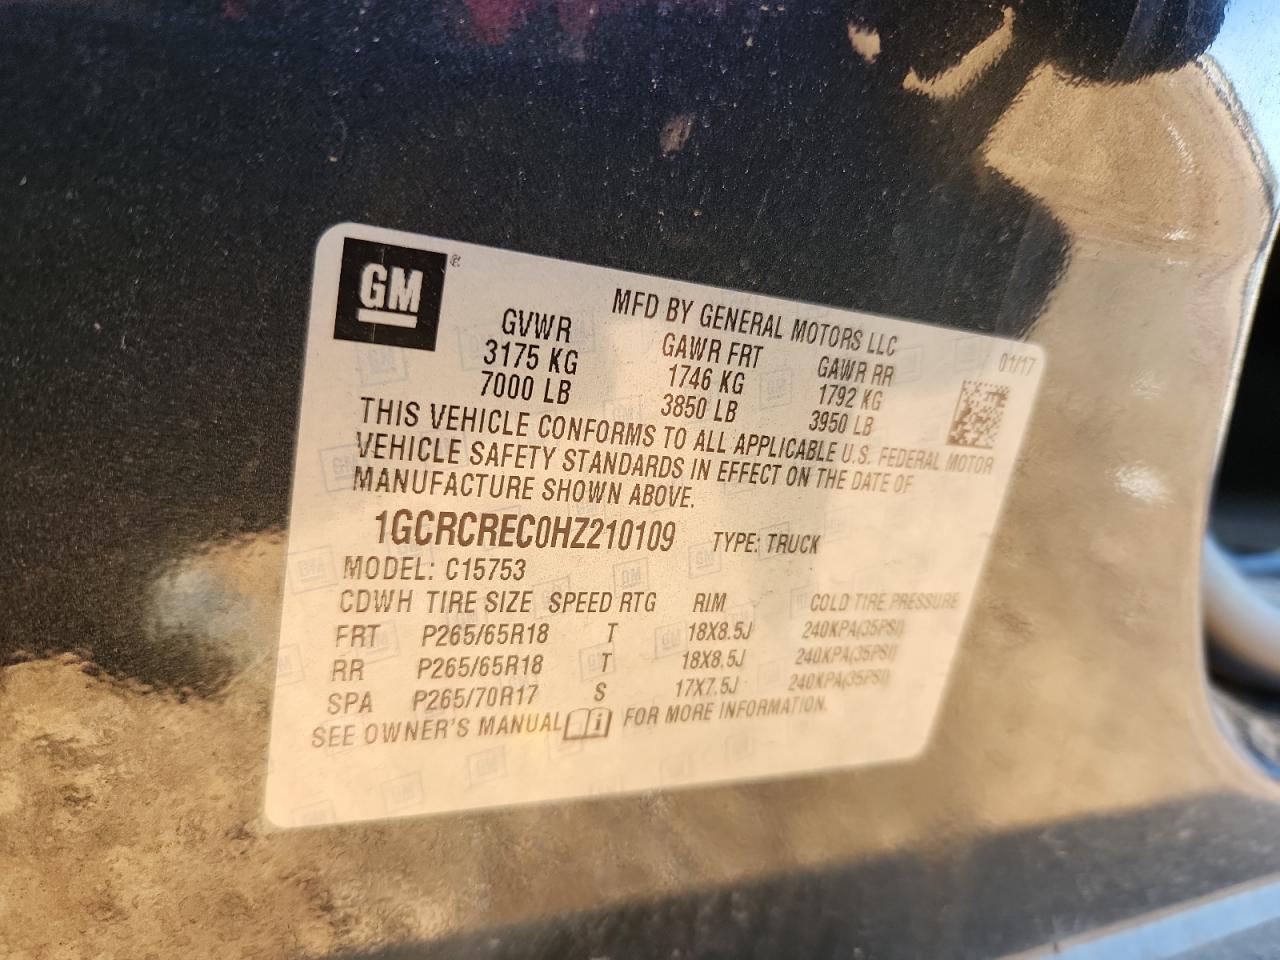 GM
MFD BY GENERAL MOTORS LLC
01/17
GVWR GAWR FRT GAWR RR
3175 KG 1746 KG 1792 KG
7000 LB 3850 LB 3950 LB
THIS VEHICLE CONFORMS TO ALL APPLICABLE U.S. FEDERAL MOTOR
VEHICLE SAFETY STANDARDS IN EFFECT ON THE DATE OF
MANUFACTURE SHOWN ABOVE.
1GCRCREC0HZ210109 TYPE: TRUCK
MODEL: C15753
CDWH TIRE SIZE SPEED RTG RIM COLD TIRE PRESSURE
FRT P265/65R18 T 18X8.5J 240KPA(35PSI)
RR P265/65R18 T 18X8.5J 240KPA(35PSI)
SPA P265/70R17 S 17X7.5J 240KPA(35PSI)
SEE OWNER'S MANUAL FOR MORE INFORMATION.